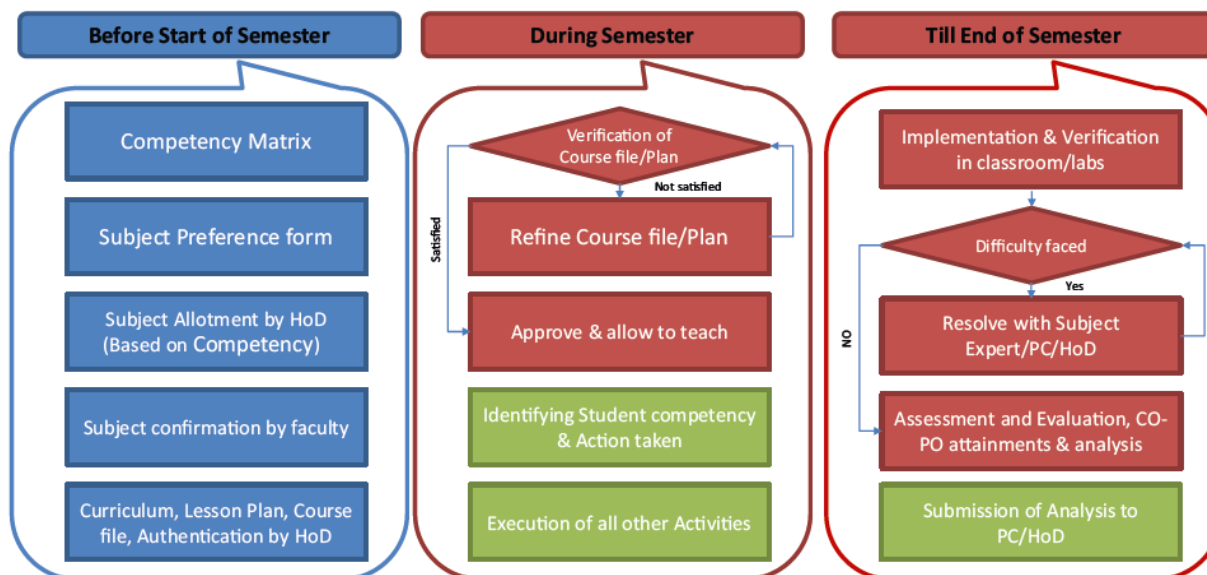 Before Start of Semester
Competency Matrix
Subject Preference form
Subject Allotment by HoD
(Based on Competency)
Subject confirmation by faculty
Curriculum, Lesson Plan, Course
file, Authentication by HoD
During Semester
Verification of
Course file/Plan
Not satisfied
Satisfied
Refine Course file/Plan
Approve & allow to teach
Identifying Student competency
& Action taken
Execution of all other Activities
Till End of Semester
Implementation & Verification
in classroom/labs
Difficulty faced
Yes
NO
Resolve with Subject
Expert/PC/HoD
Assessment and Evaluation, CO-
PO attainments & analysis
Submission of Analysis to
PC/HoD